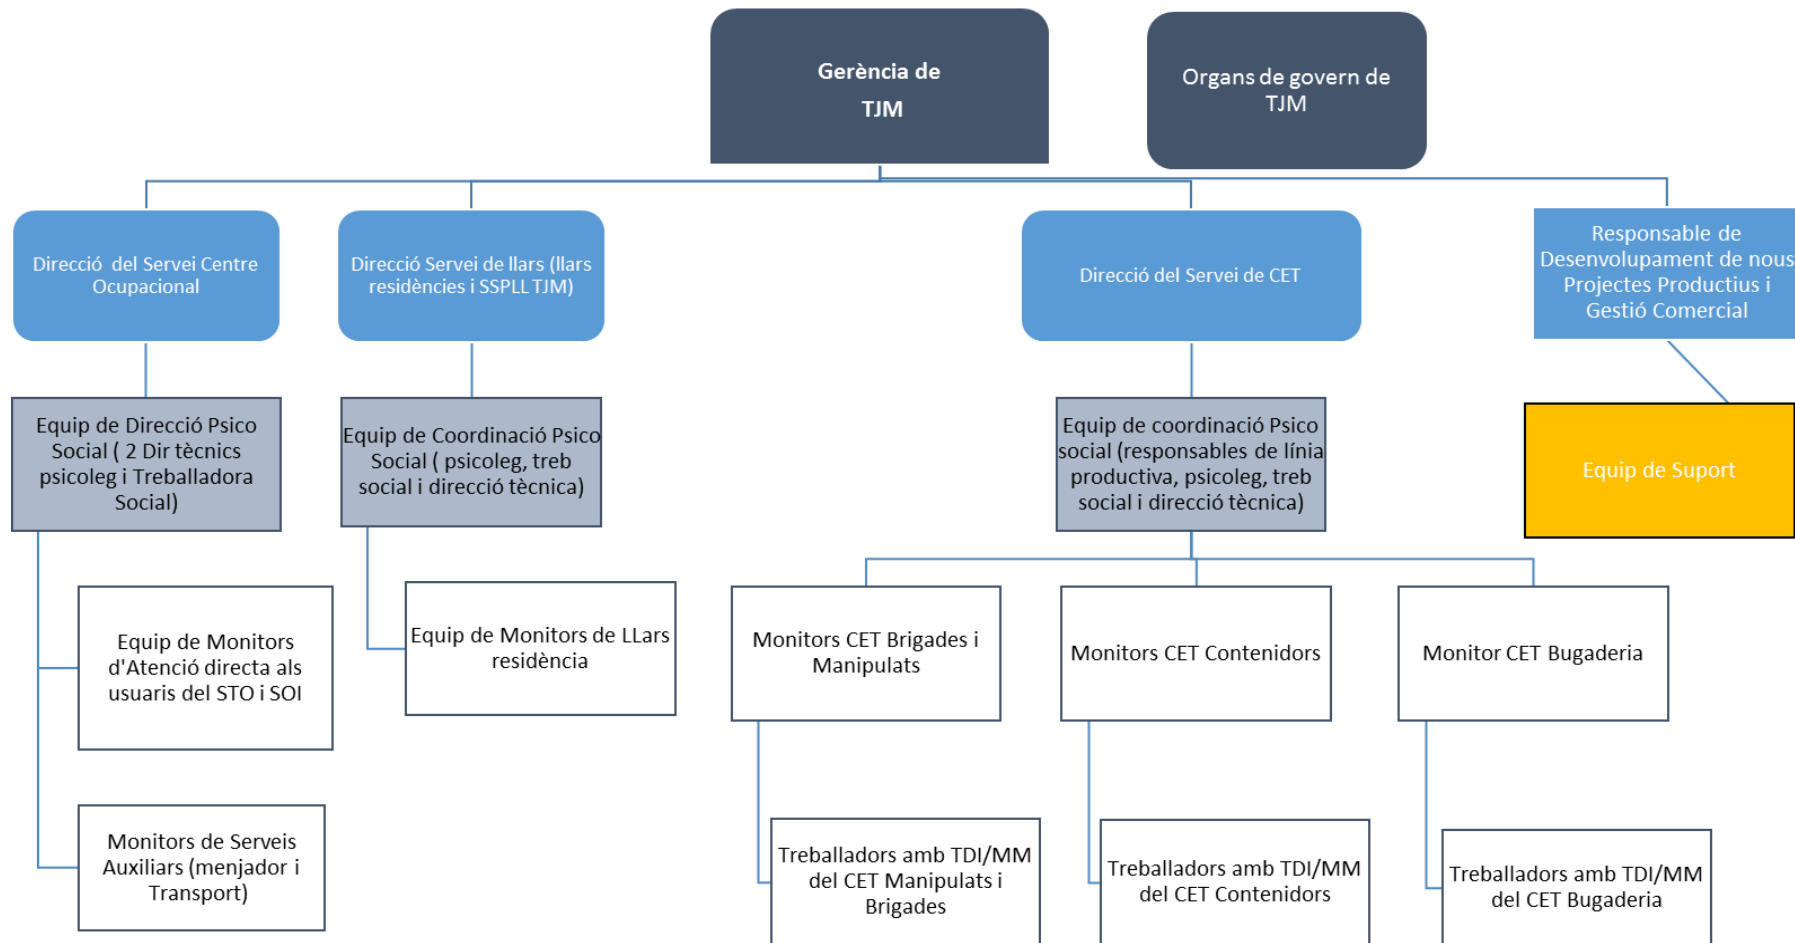 Gerència de
TJM
Organs de govern de
TJM
Direcció del Servei Centre
Ocupacional
Direcció Servei de llars (llars
residències i SSPLL TJM)
Direcció del Servei de CET
Responsable de
Desenvolupament de nous
Projectes Productius i
Gestió Comercial
Equip de Direcció Psico
Social ( 2 Dir tècnics
psicoleg i Treballadora
Social)
Equip de Coordinació Psico
Social ( psicoleg, treb
social i direcció tècnica)
Equip de coordinació Psico
social (responsables de línia
productiva, psicoleg, treb
social i direcció tècnica)
Equip de Suport
Equip de Monitors
d'Atenció directa als
usuaris del STO i SOI
Equip de Monitors de LLars
residència
Monitors CET Brigades i
Manipulats
Monitors CET Contenidors
Monitor CET Bugaderia
Monitors de Serveis
Auxiliars (menjador i
Transport)
Treballadors amb TDI/MM
del CET Manipulats i
Brigades
Treballadors amb TDI/MM
del CET Contenidors
Treballadors amb TDI/MM
del CET Bugaderia